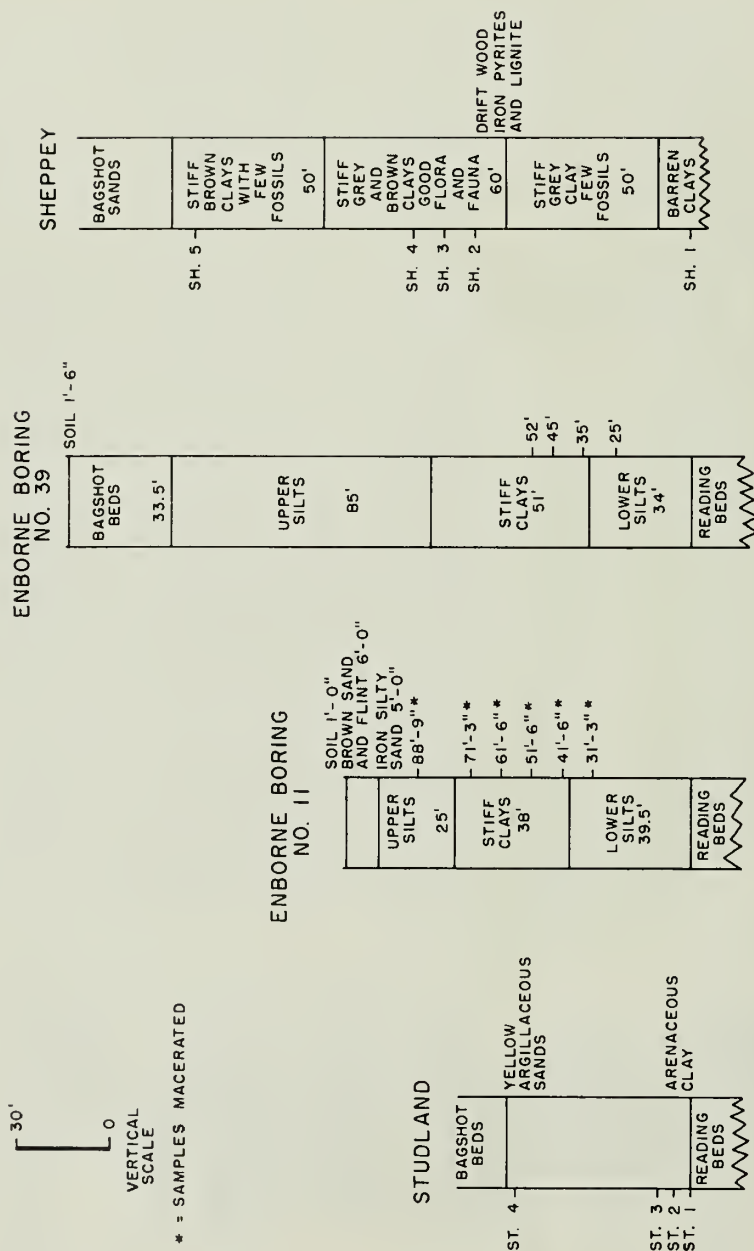 30'
0
VERTICAL
SCALE
* = SAMPLES MACERATED
STUDLAND
BAGSHOT
BEDS
READING
BEDS
ST. 4
ST. 3
ST. 2
ST. 1
YELLOW
ARGILLACEOUS
SANDS
ARENACEOUS
CLAY
ENBORNE BORING
NO. 11
SOIL 1'-0"
BROWN SAND
AND FLINT 6'-0"
IRON SILTY
SAND 5'-0"
88'-9"*
71'-3"*
61'-6"*
51'-6"*
41'-6"*
31'-3"*
UPPER
SILTS
25'
STIFF
CLAYS
38'
LOWER
SILTS
39.5'
READING
BEDS
ENBORNE BORING
NO. 39
SOIL 1'-6"
BAGSHOT
BEDS
33.5'
UPPER
SILTS
85'
STIFF
CLAYS
51'
LOWER
SILTS
34'
READING
BEDS
52'
45'
35'
25'
SHEPPEY
BAGSHOT
SANDS
STIFF
BROWN
CLAYS
WITH
FEW
FOSSILS
50'
STIFF
GREY
AND
BROWN
CLAYS
GOOD
FLORA
AND
FAUNA
60'
STIFF
GREY
CLAY
FEW
FOSSILS
50'
BARREN
CLAYS
SH. 5
SH. 4
SH. 3
SH. 2
SH. 1
DRIFT WOOD
IRON PYRITES
AND LIGNITE